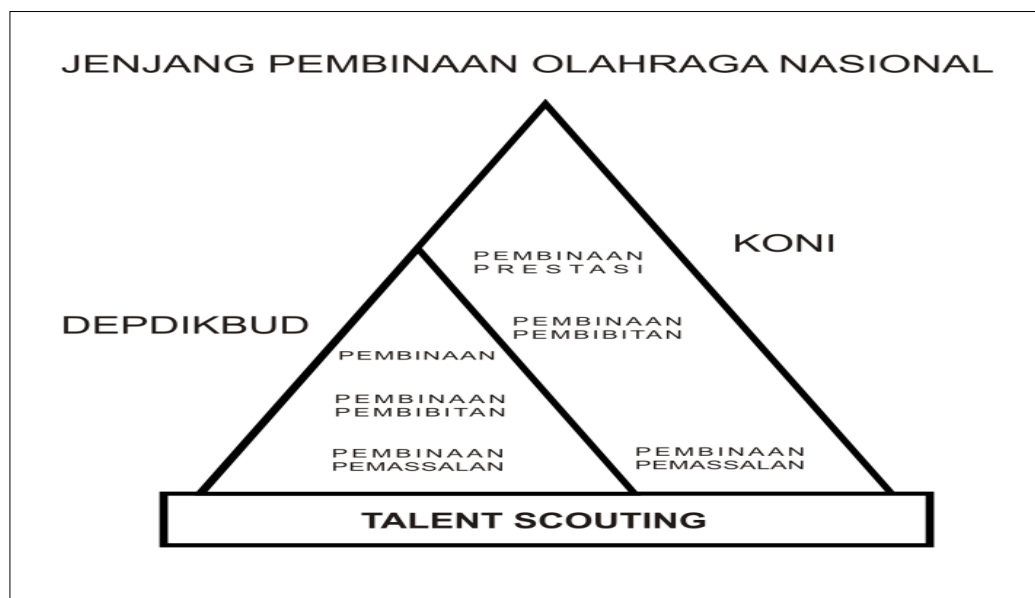 JENJANG PEMBINAAN OLAHRAGA NASIONAL
KONI
PEMBINAAN
PRESTASI
DEPDIKBUD
PEMBINAAN
PEMBIBITAN
PEMBINAAN
PEMBINAAN
PEMBIBITAN
PEMBINAAN
PEMASSALAN
PEMBINAAN
PEMASSALAN
TALENT SCOUTING